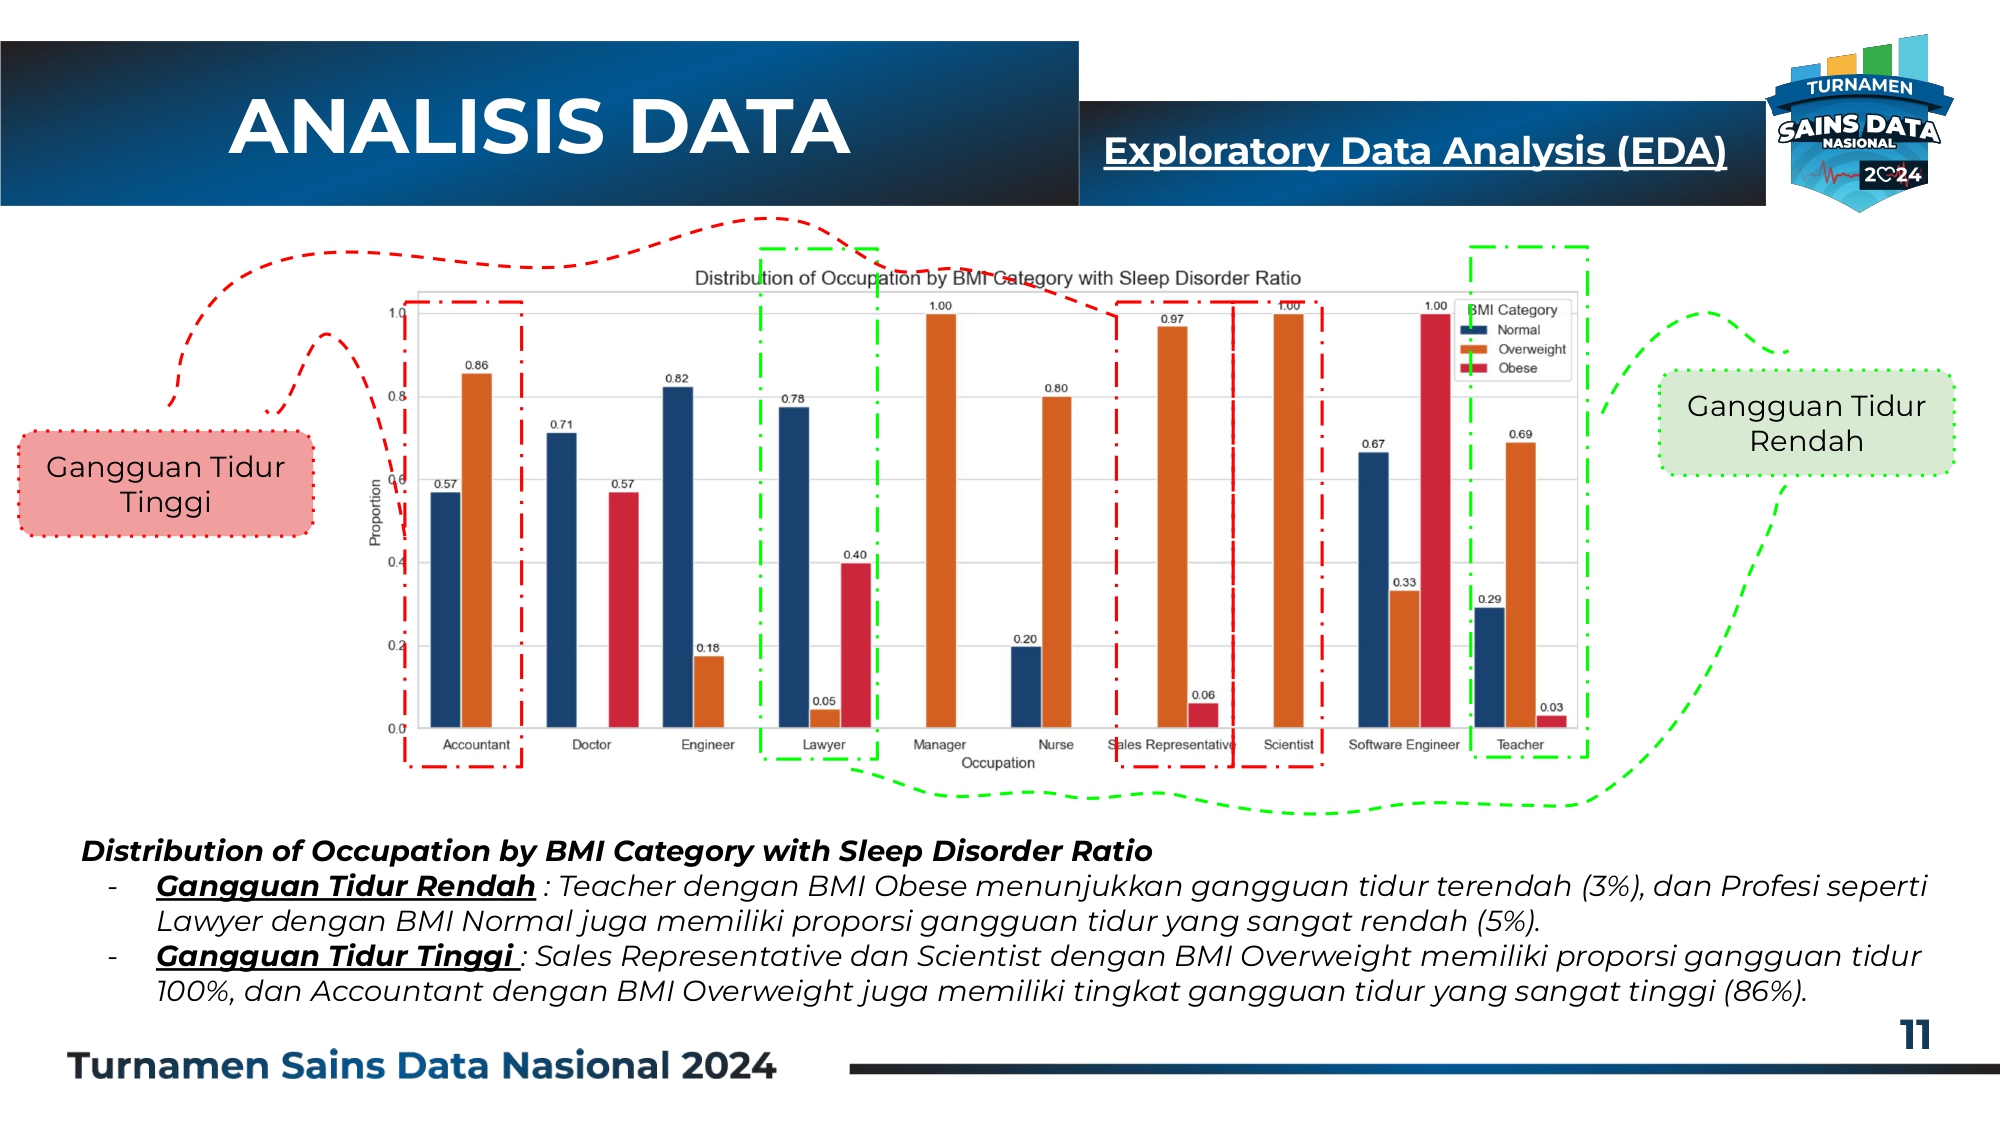 ANALISIS DATA
Exploratory Data Analysis (EDA)
TURNAMEN
SAINS DATA
NASIONAL
2024
Distribution of Occupation by BMI Category with Sleep Disorder Ratio
Gangguan Tidur
Tinggi
Gangguan Tidur
Rendah
BMI Category
Normal
Overweight
Obese
Proportion
1.0
0.8
0.6
0.4
0.2
0.0
0.57
0.86
0.71
0.57
0.82
0.18
0.78
0.05
0.40
1.00
0.20
0.80
0.97
0.06
1.00
0.67
0.33
1.00
0.29
0.69
0.03
Accountant
Doctor
Engineer
Lawyer
Manager
Nurse
Sales Representative
Scientist
Software Engineer
Teacher
Occupation
Distribution of Occupation by BMI Category with Sleep Disorder Ratio
- Gangguan Tidur Rendah : Teacher dengan BMI Obese menunjukkan gangguan tidur terendah (3%), dan Profesi seperti
Lawyer dengan BMI Normal juga memiliki proporsi gangguan tidur yang sangat rendah (5%).
- Gangguan Tidur Tinggi : Sales Representative dan Scientist dengan BMI Overweight memiliki proporsi gangguan tidur
100%, dan Accountant dengan BMI Overweight juga memiliki tingkat gangguan tidur yang sangat tinggi (86%).
11
Turnamen Sains Data Nasional 2024